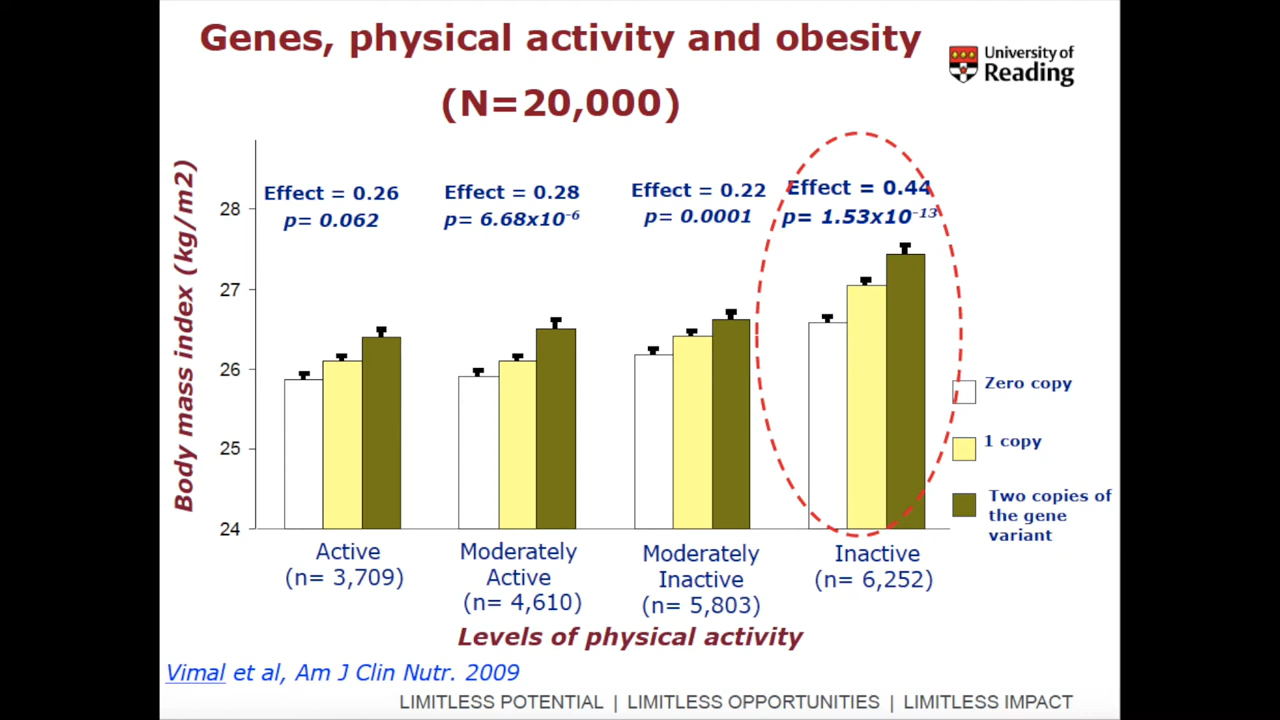 Genes, physical activity and obesity
(N=20,000)
University of
Reading
Body mass index (kg/m2)
28
27
26
25
24
Effect = 0.26
p= 0.062
Effect = 0.28
p= 6.68x10⁻⁶
Effect = 0.22
p= 0.0001
Effect = 0.44
p= 1.53x10⁻¹³
Zero copy
1 copy
Two copies of
the gene
variant
Active
(n= 3,709)
Moderately
Active
(n= 4,610)
Moderately
Inactive
(n= 5,803)
Inactive
(n= 6,252)
Levels of physical activity
Vimal et al, Am J Clin Nutr. 2009
LIMITLESS POTENTIAL | LIMITLESS OPPORTUNITIES | LIMITLESS IMPACT